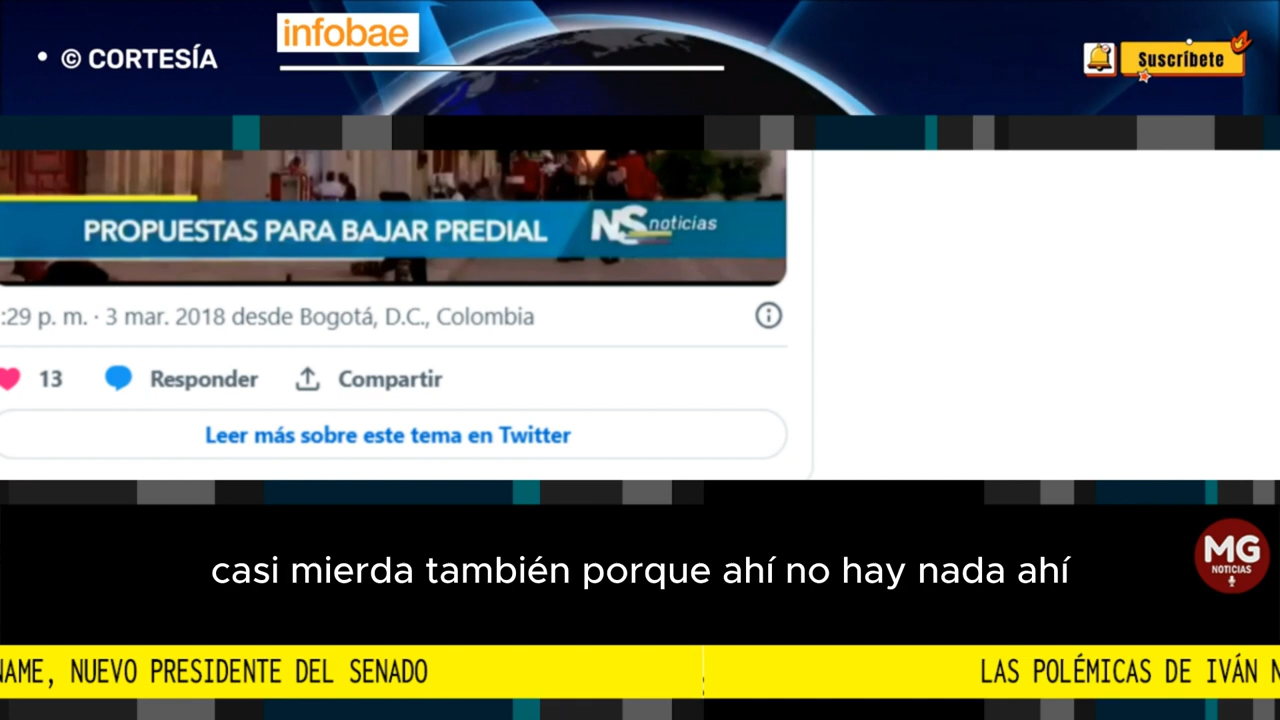 • © CORTESÍA
infobae
Suscríbete
PROPUESTAS PARA BAJAR PREDIAL
NS noticias
:29 p. m. · 3 mar. 2018 desde Bogotá, D.C., Colombia
13 Responder Compartir
Leer más sobre este tema en Twitter
casi mierda también porque ahí no hay nada ahí
MG
NOTICIAS
NAME, NUEVO PRESIDENTE DEL SENADO
LAS POLÉMICAS DE IVÁN N